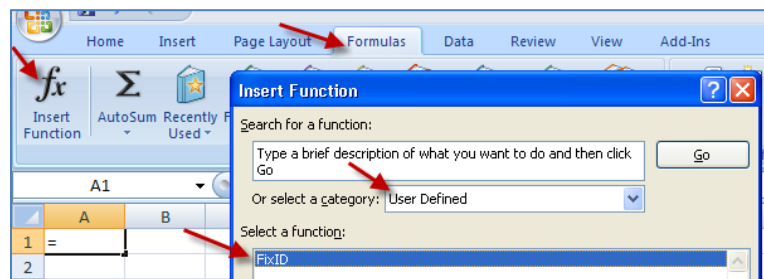 Home Insert Page Layout Formulas Data Review View Add-Ins
fx Σ
Insert Function
AutoSum
Recently Used
Insert Function
Search for a function:
Type a brief description of what you want to do and then click
Go
Go
Or select a category: User Defined
Select a function:
FixID
A1
A B
1 =
2